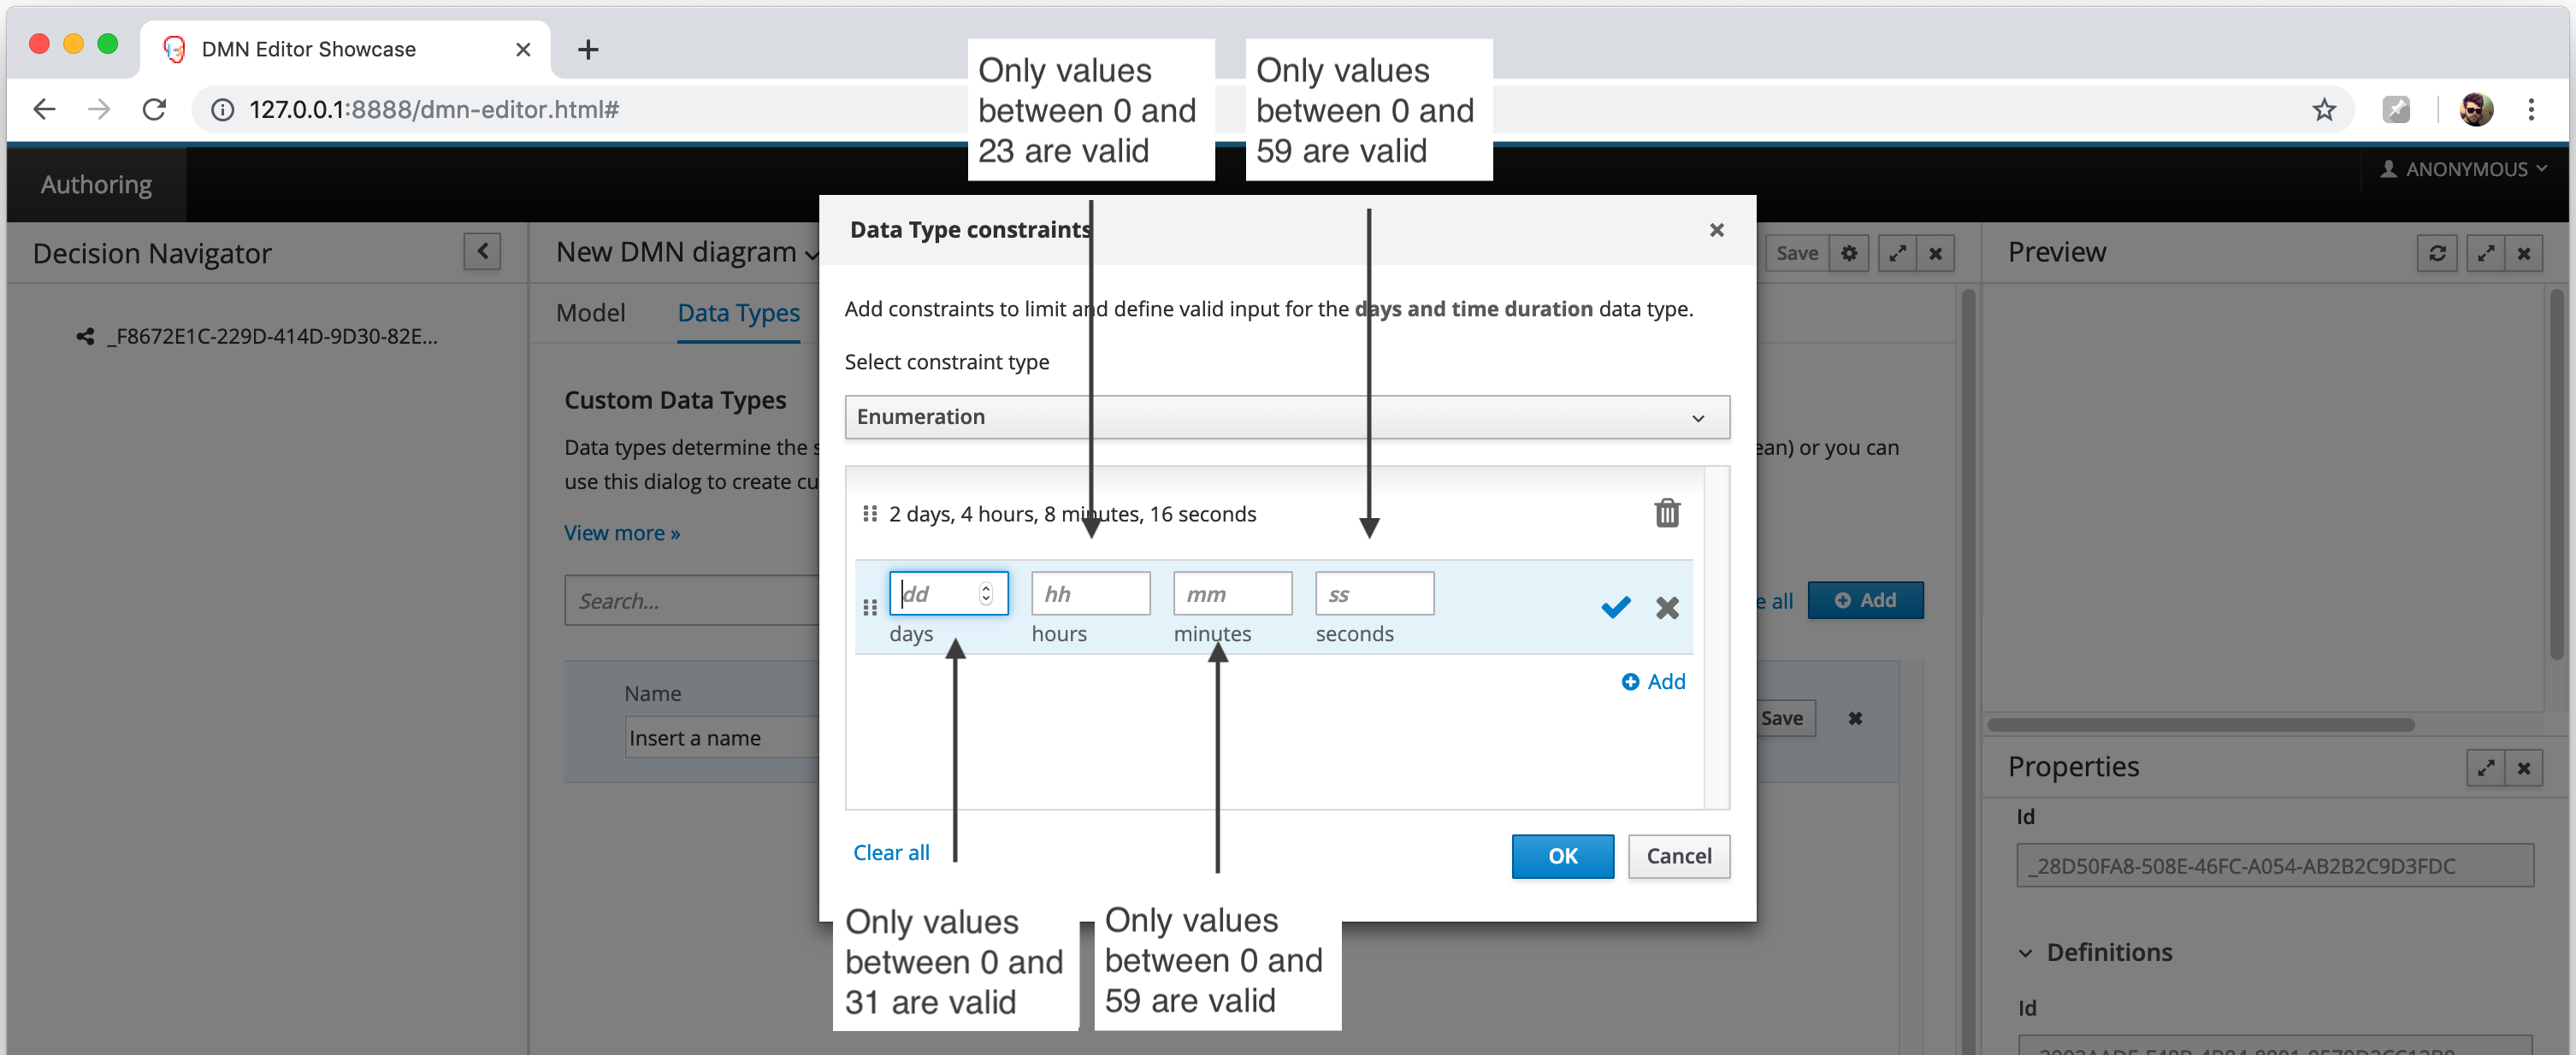 DMN Editor Showcase
127.0.0.1:8888/dmn-editor.html#
Only values
between 0 and
23 are valid
Only values
between 0 and
59 are valid
Authoring
ANONYMOUS
Decision Navigator
_F8672E1C-229D-414D-9D30-82E...
New DMN diagram
Save
Model
Data Types
Custom Data Types
Data types determine the s
ean) or you can
use this dialog to create cu
View more »
Search...
e all
Add
Name
Insert a name
Save
Data Type constraints
Add constraints to limit and define valid input for the days and time duration data type.
Select constraint type
Enumeration
2 days, 4 hours, 8 minutes, 16 seconds
dd
hh
mm
ss
days
hours
minutes
seconds
Add
Clear all
OK
Cancel
Only values
between 0 and
31 are valid
Only values
between 0 and
59 are valid
Preview
Properties
Id
_28D50FA8-508E-46FC-A054-AB2B2C9D3FDC
Definitions
Id